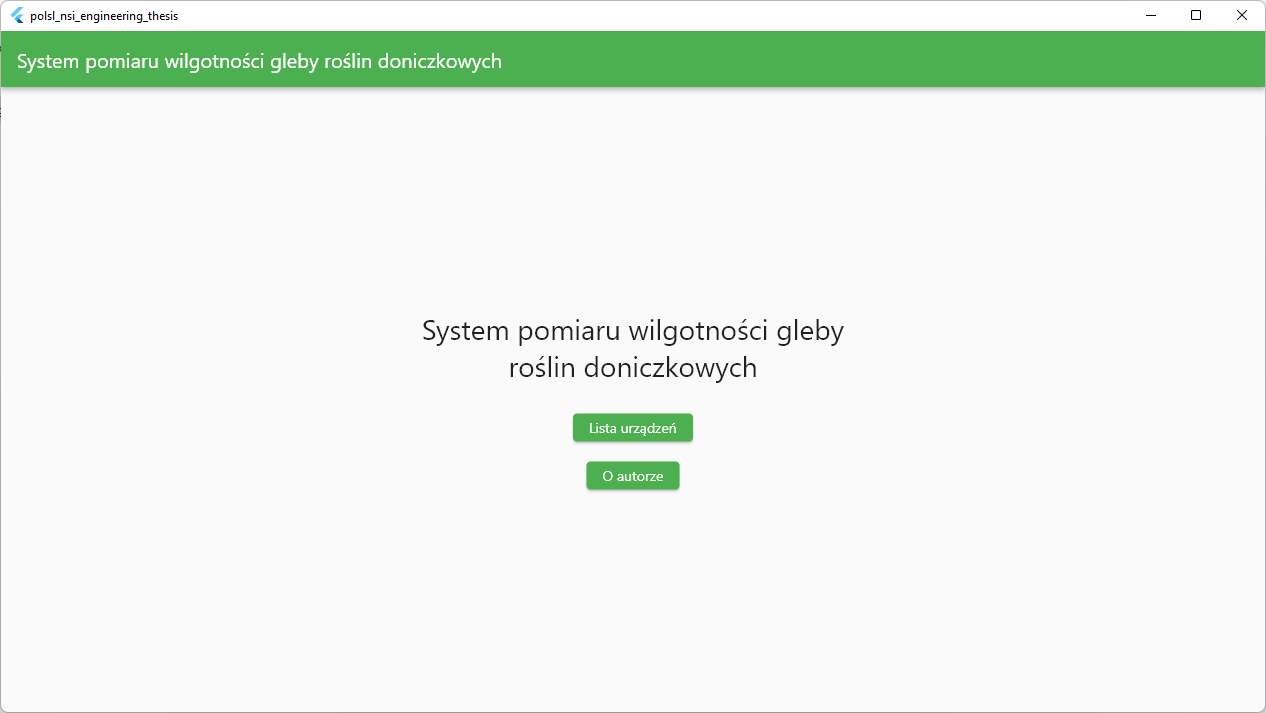 polsl_nsi_engineering_thesis
System pomiaru wilgotności gleby roślin doniczkowych
System pomiaru wilgotności gleby
roślin doniczkowych
Lista urządzeń
O autorze